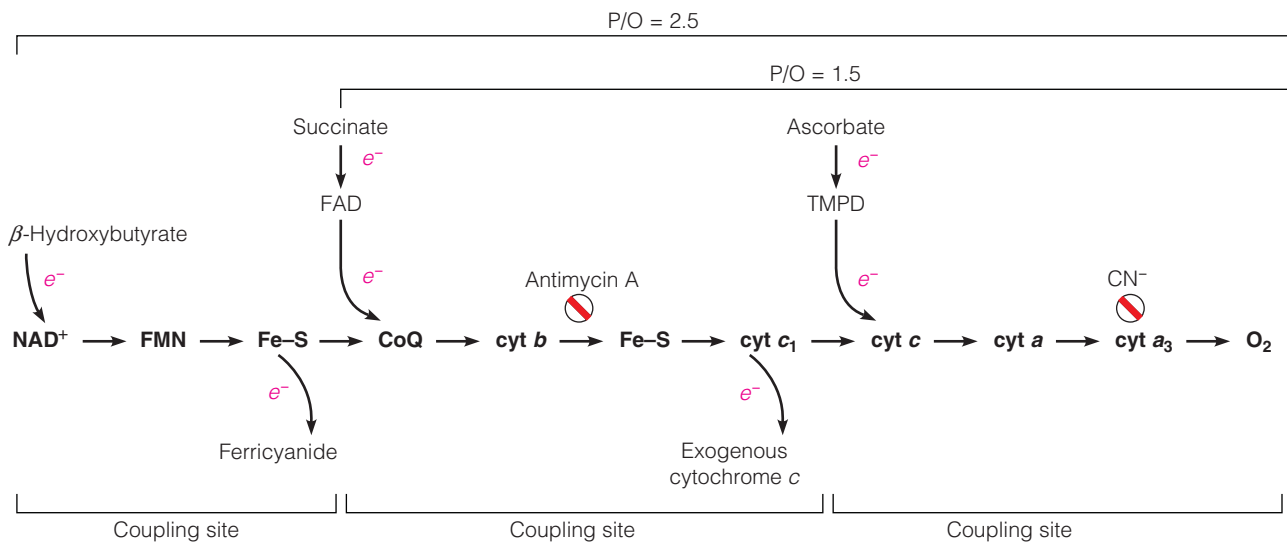 P/O = 2.5
P/O = 1.5
Succinate
Ascorbate
e–
e–
FAD
TMPD
β-Hydroxybutyrate
e–
e–
Antimycin A
e–
CN–
NAD+ FMN Fe–S CoQ cyt b Fe–S cyt c1 cyt c cyt a cyt a3 O2
e–
e–
Ferricyanide
Exogenous
cytochrome c
Coupling site
Coupling site
Coupling site